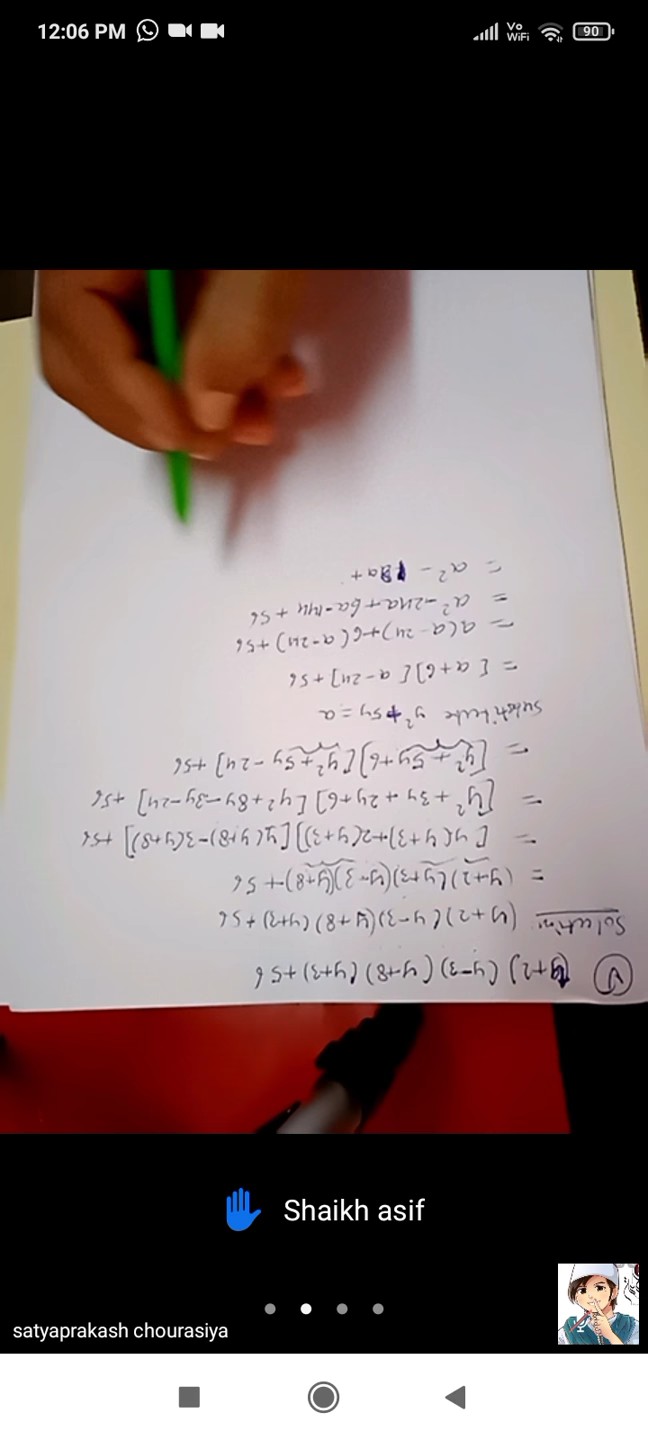 12:06 PM
Vo WiFi 90
(V) (y+2) (y-3) (y+8) (y+3) +56
Solution (y+2) (y-3) (y+8) (y+3) +56
= (y+2) (y+3) (y-3) (y+8) + 56
= [y(y+3)+2(y+3)] [y(y+8)-3(y+8)] +56
= [y² + 3y + 2y+6] [y²+8y-3y-24] +56
= [y² + 5y+6] [y²+5y-24] +56
Substitute y²+5y = a
= [a+6] [a-24] +56
= a(a-24)+6(a-24) +56
= a²-24a+6a-144 +56
= a² - 18a +
Shaikh asif
satyaprakash chourasiya